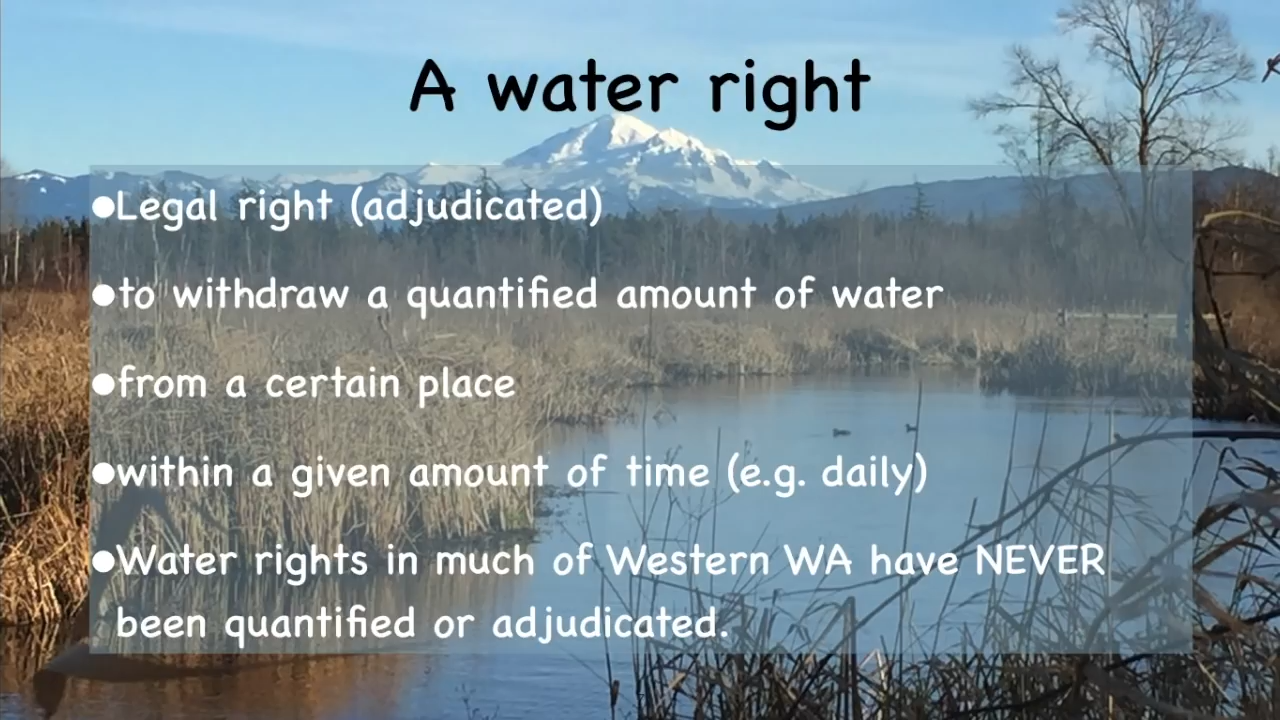 A water right
●Legal right (adjudicated)
●to withdraw a quantified amount of water
●from a certain place
●within a given amount of time (e.g. daily)
●Water rights in much of Western WA have NEVER
been quantified or adjudicated.